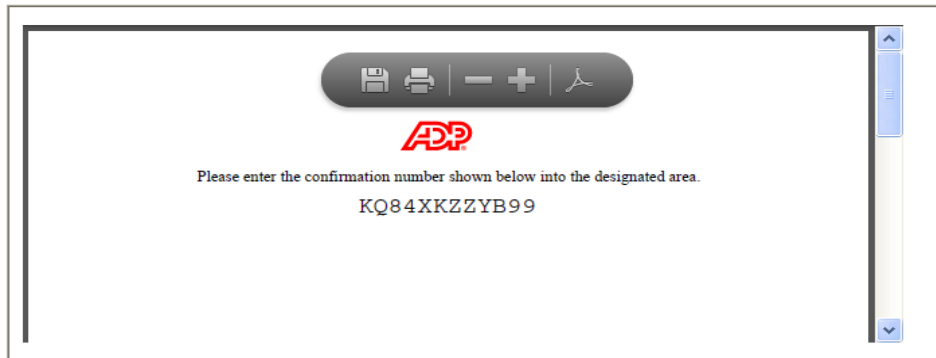 ADP
Please enter the confirmation number shown below into the designated area.
KQ84XKZZYB99